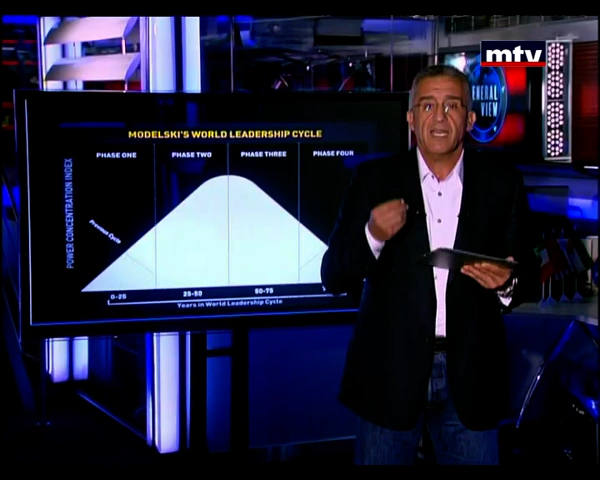 mtv
GENERAL
VIEW
MODELSKI'S WORLD LEADERSHIP CYCLE
PHASE ONE PHASE TWO PHASE THREE PHASE FOUR
POWER CONCENTRATION INDEX
Previous Cycle
0-25 25-50 50-75
Years in World Leadership Cycle